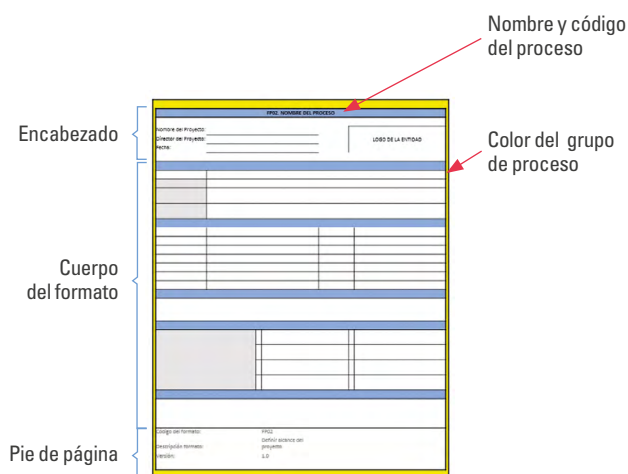 Nombre y código
del proceso
FP02. NOMBRE DEL PROCESO
Encabezado
Nombre del Proyecto:
Director del Proyecto:
Fecha:
LOGO DE LA ENTIDAD
Color del grupo
de proceso
Cuerpo
del formato
Pie de página
Código del formato:
FP02
Descripción formato:
Definir alcance del
proyecto
Versión:
1.0